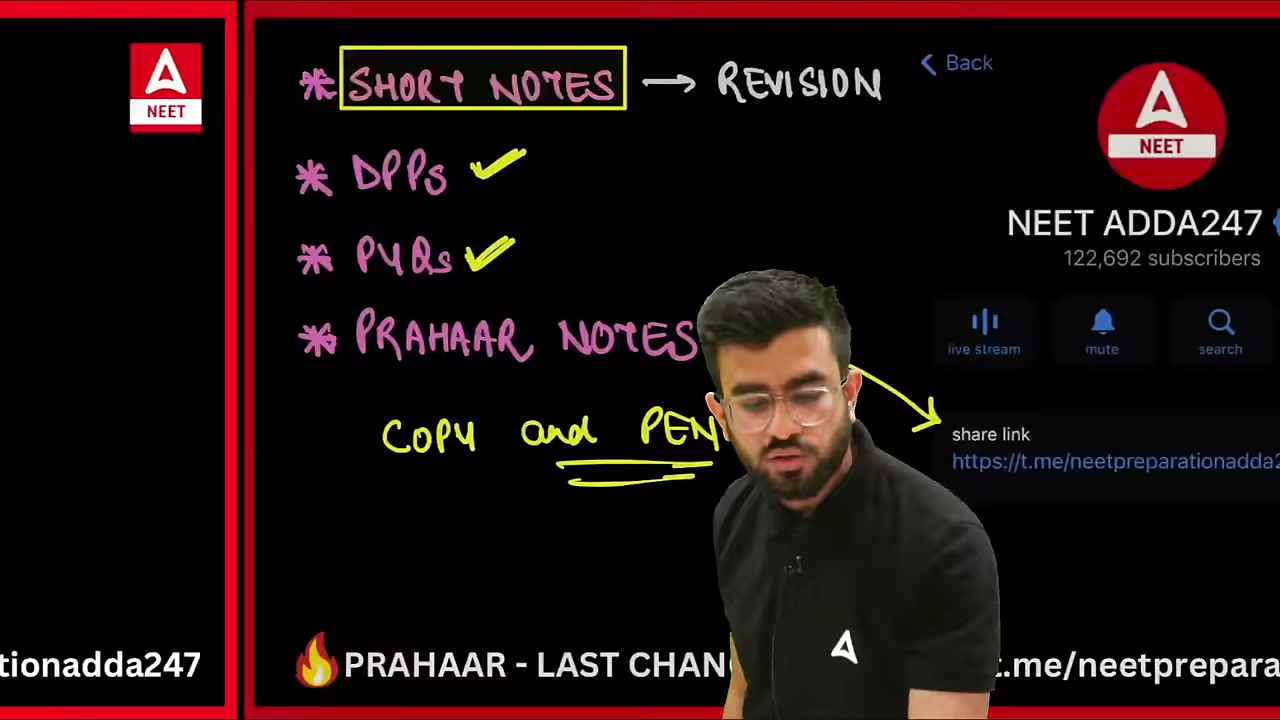 NEET
* SHORT NOTES → REVISION
* DPPs
* PYQs
* PRAHAAR NOTES
COPY and PEN
Back
NEET
NEET ADDA247
122,692 subscribers
live stream
mute
search
share link
https://t.me/neetpreparationadda2
tionadda247
PRAHAAR - LAST CHAN
t.me/neetprepara